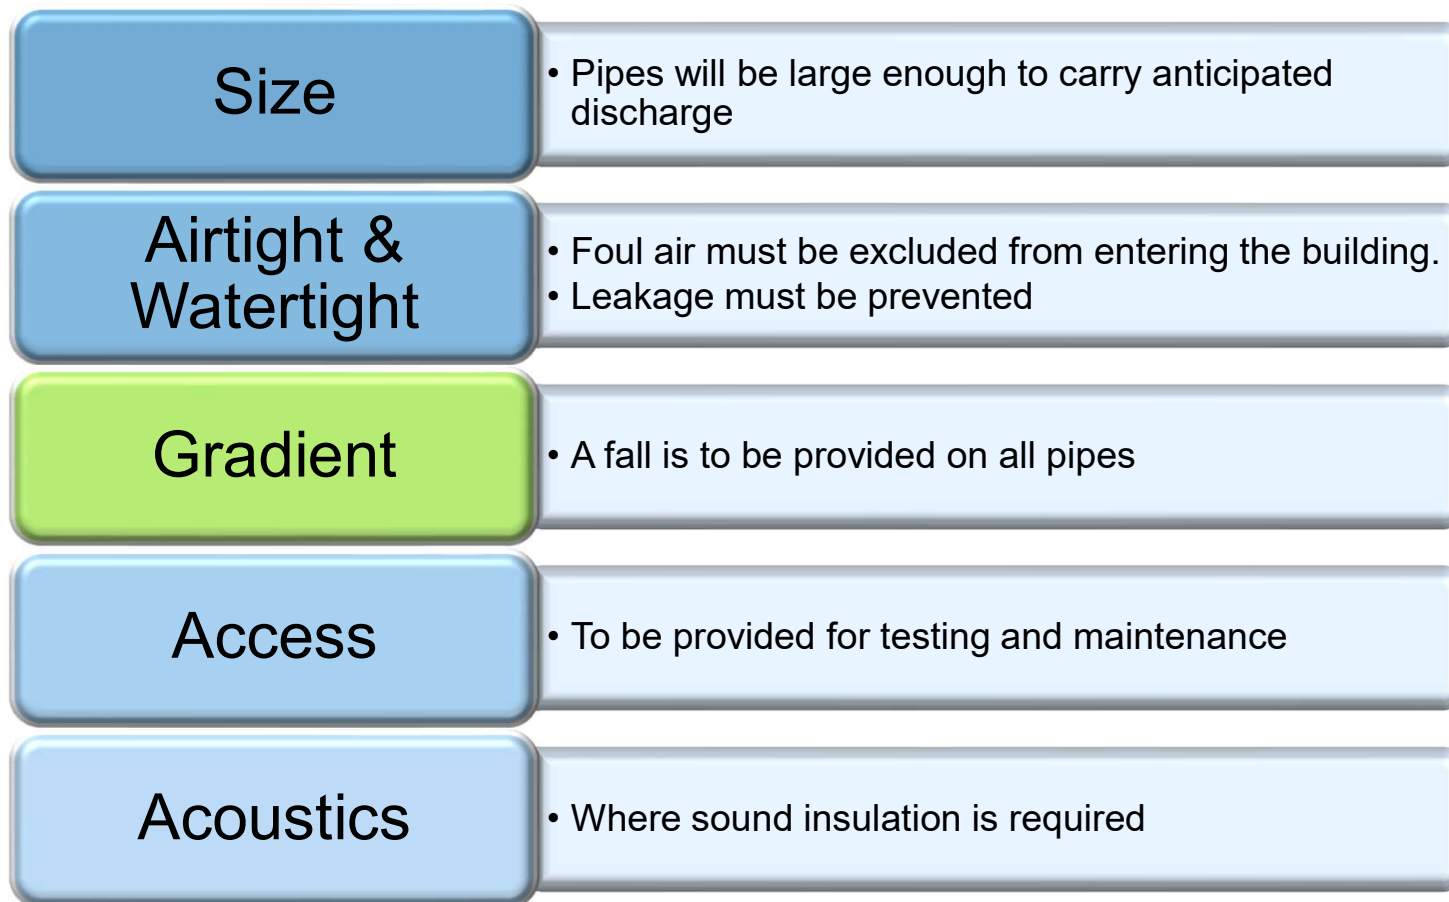 Size
• Pipes will be large enough to carry anticipated
discharge
Airtight &
Watertight
• Foul air must be excluded from entering the building.
• Leakage must be prevented
Gradient
• A fall is to be provided on all pipes
Access
• To be provided for testing and maintenance
Acoustics
• Where sound insulation is required